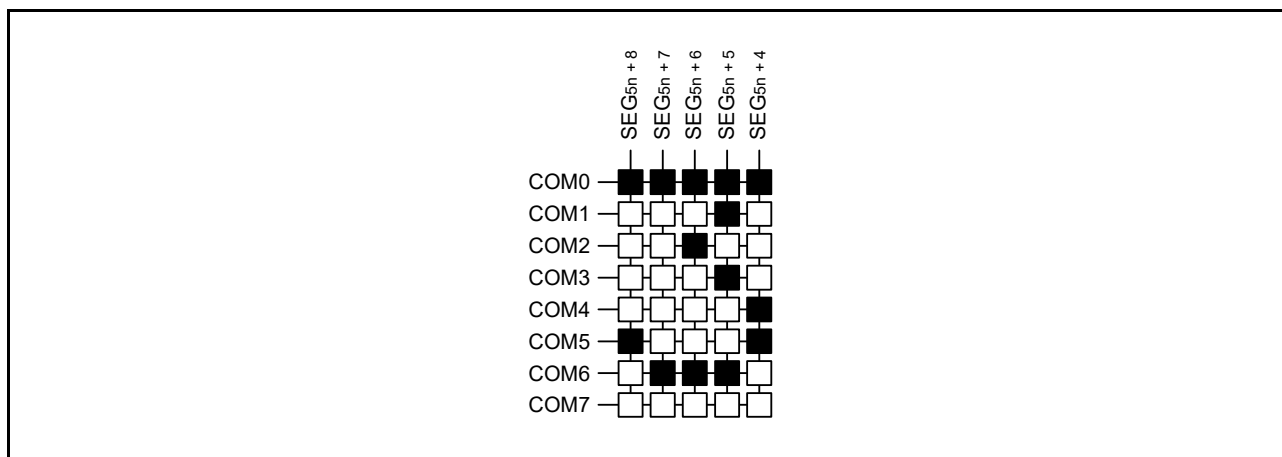 SEG5n + 8 SEG5n + 7 SEG5n + 6 SEG5n + 5 SEG5n + 4
COM0
COM1
COM2
COM3
COM4
COM5
COM6
COM7